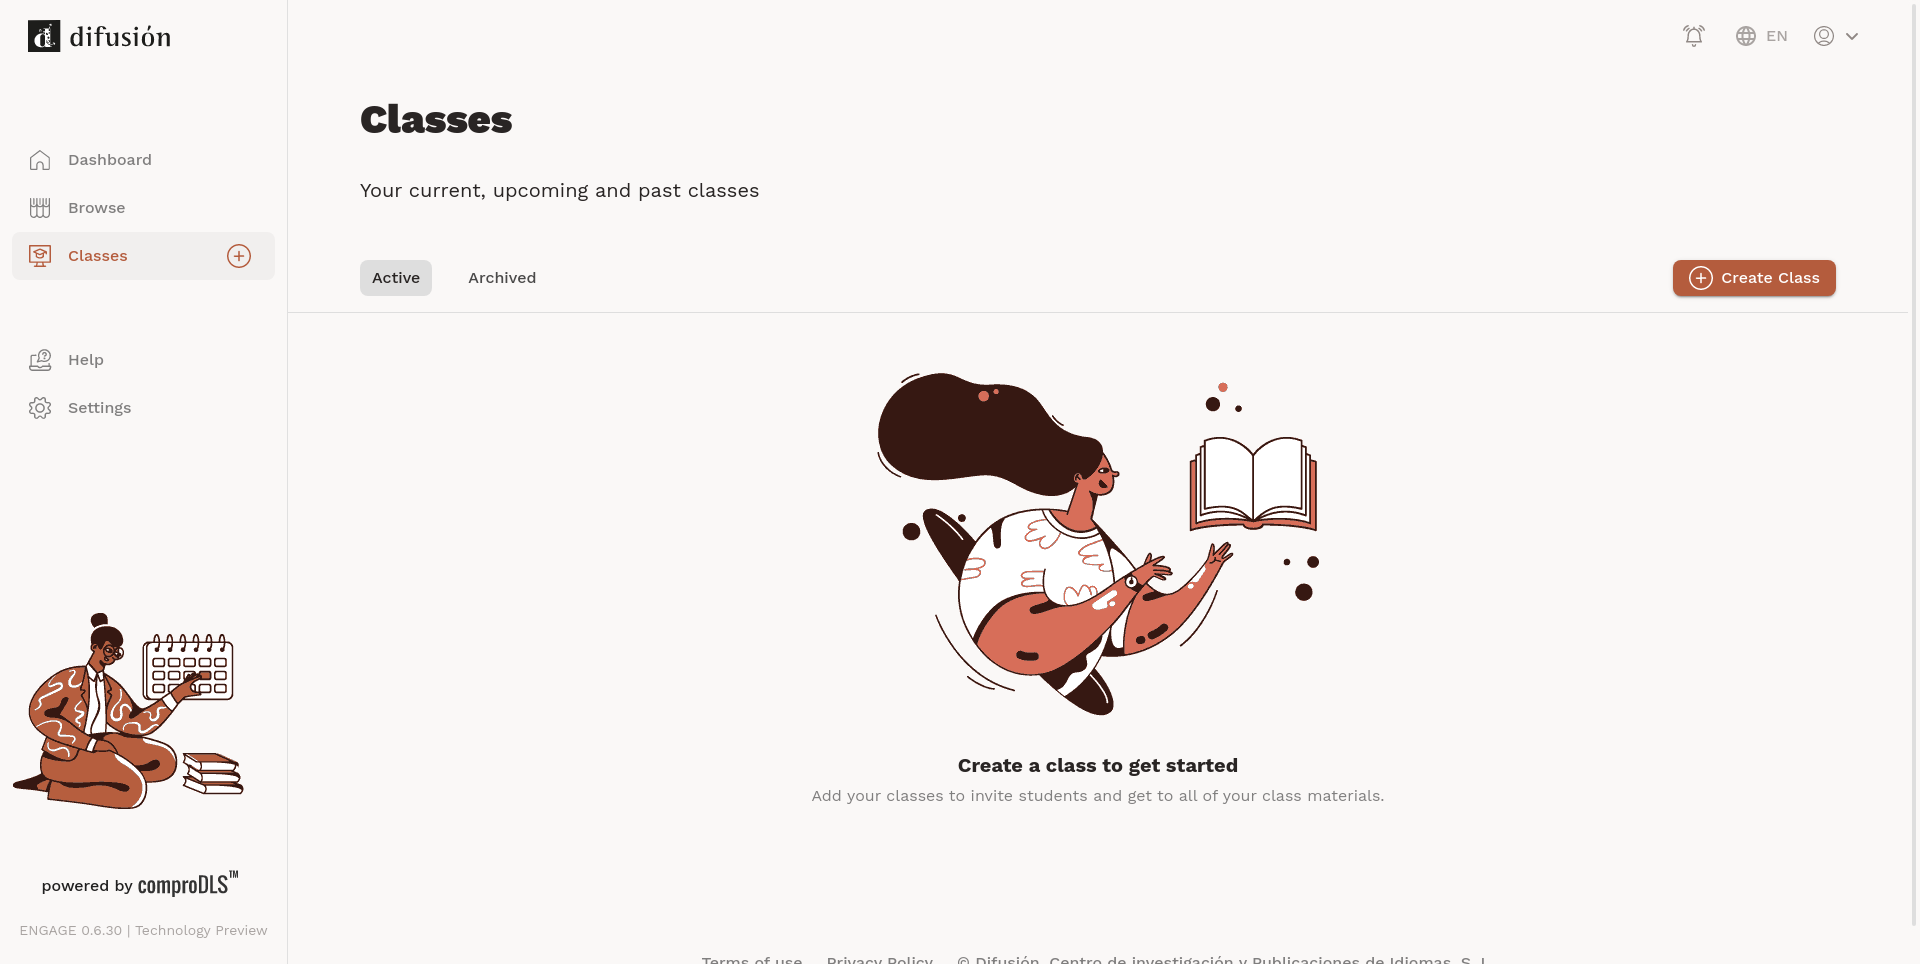 difusión
EN
Classes
Your current, upcoming and past classes
Dashboard
Browse
Classes
Active
Archived
Create Class
Help
Settings
Create a class to get started
Add your classes to invite students and get to all of your class materials.
powered by comproDLS™
ENGAGE 0.6.30 | Technology Preview
Terms of use
Privacy Policy
© Difusión, Centro de investigación y Publicaciones de Idiomas, S. L.